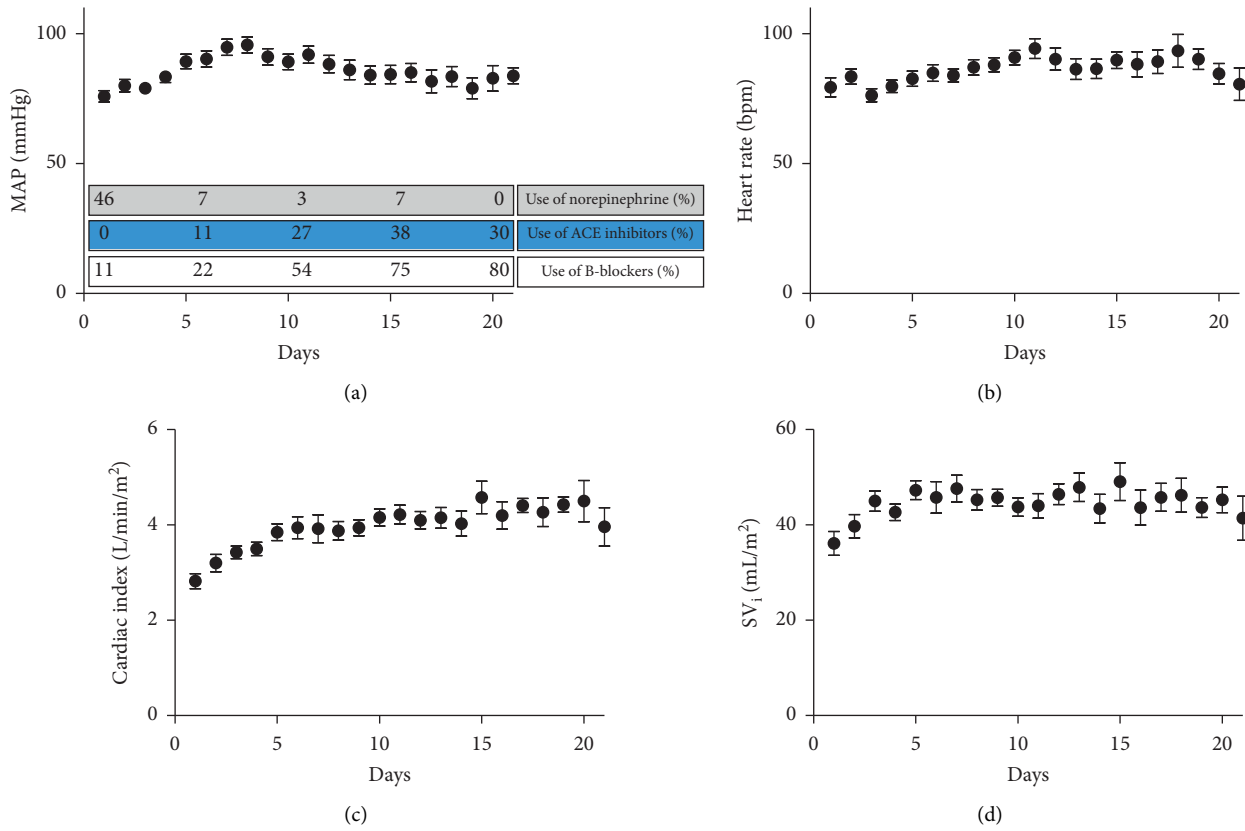 100
50
0
MAP (mmHg)
46 7 3 7 0 Use of norepinephrine (%)
0 11 27 38 30 Use of ACE inhibitors (%)
11 22 54 75 80 Use of B-blockers (%)
0 5 10 15 20
Days
(a)
100
50
0
Heart rate (bpm)
0 5 10 15 20
Days
(b)
6
4
2
0
Cardiac index (L/min/m²)
0 5 10 15 20
Days
(c)
60
40
20
0
SVᵢ (mL/m²)
0 5 10 15 20
Days
(d)